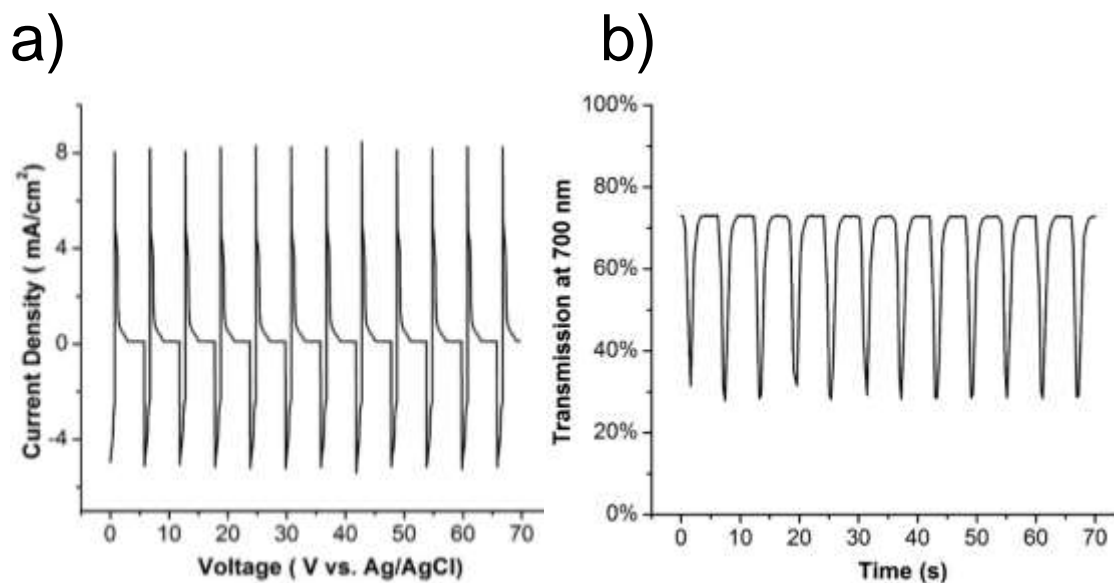 a)
b)
Current Density ( mA/cm²)
8
4
0
-4
0 10 20 30 40 50 60 70
Voltage ( V vs. Ag/AgCl)
Transmission at 700 nm
100%
80%
60%
40%
20%
0%
0 10 20 30 40 50 60 70
Time (s)